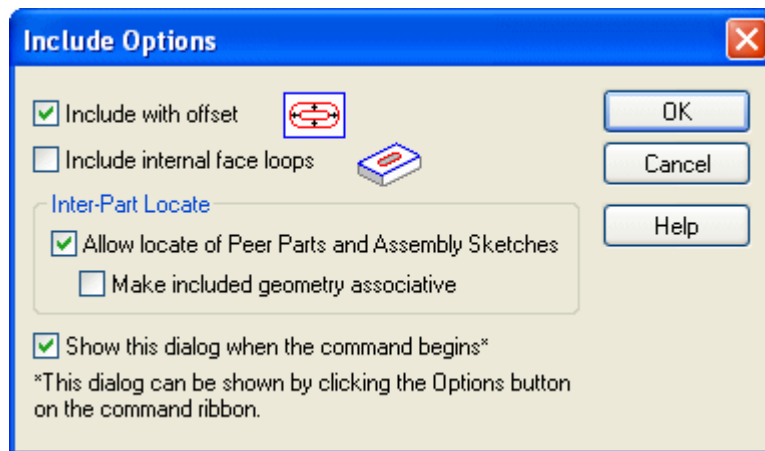 Include Options
Include with offset
OK
Include internal face loops
Cancel
Inter-Part Locate
Help
Allow locate of Peer Parts and Assembly Sketches
Make included geometry associative
Show this dialog when the command begins*
*This dialog can be shown by clicking the Options button
on the command ribbon.